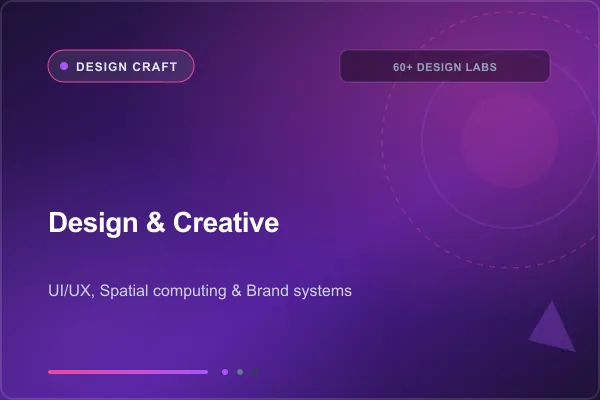 DESIGN CRAFT
60+ DESIGN LABS
Design & Creative
UI/UX, Spatial computing & Brand systems